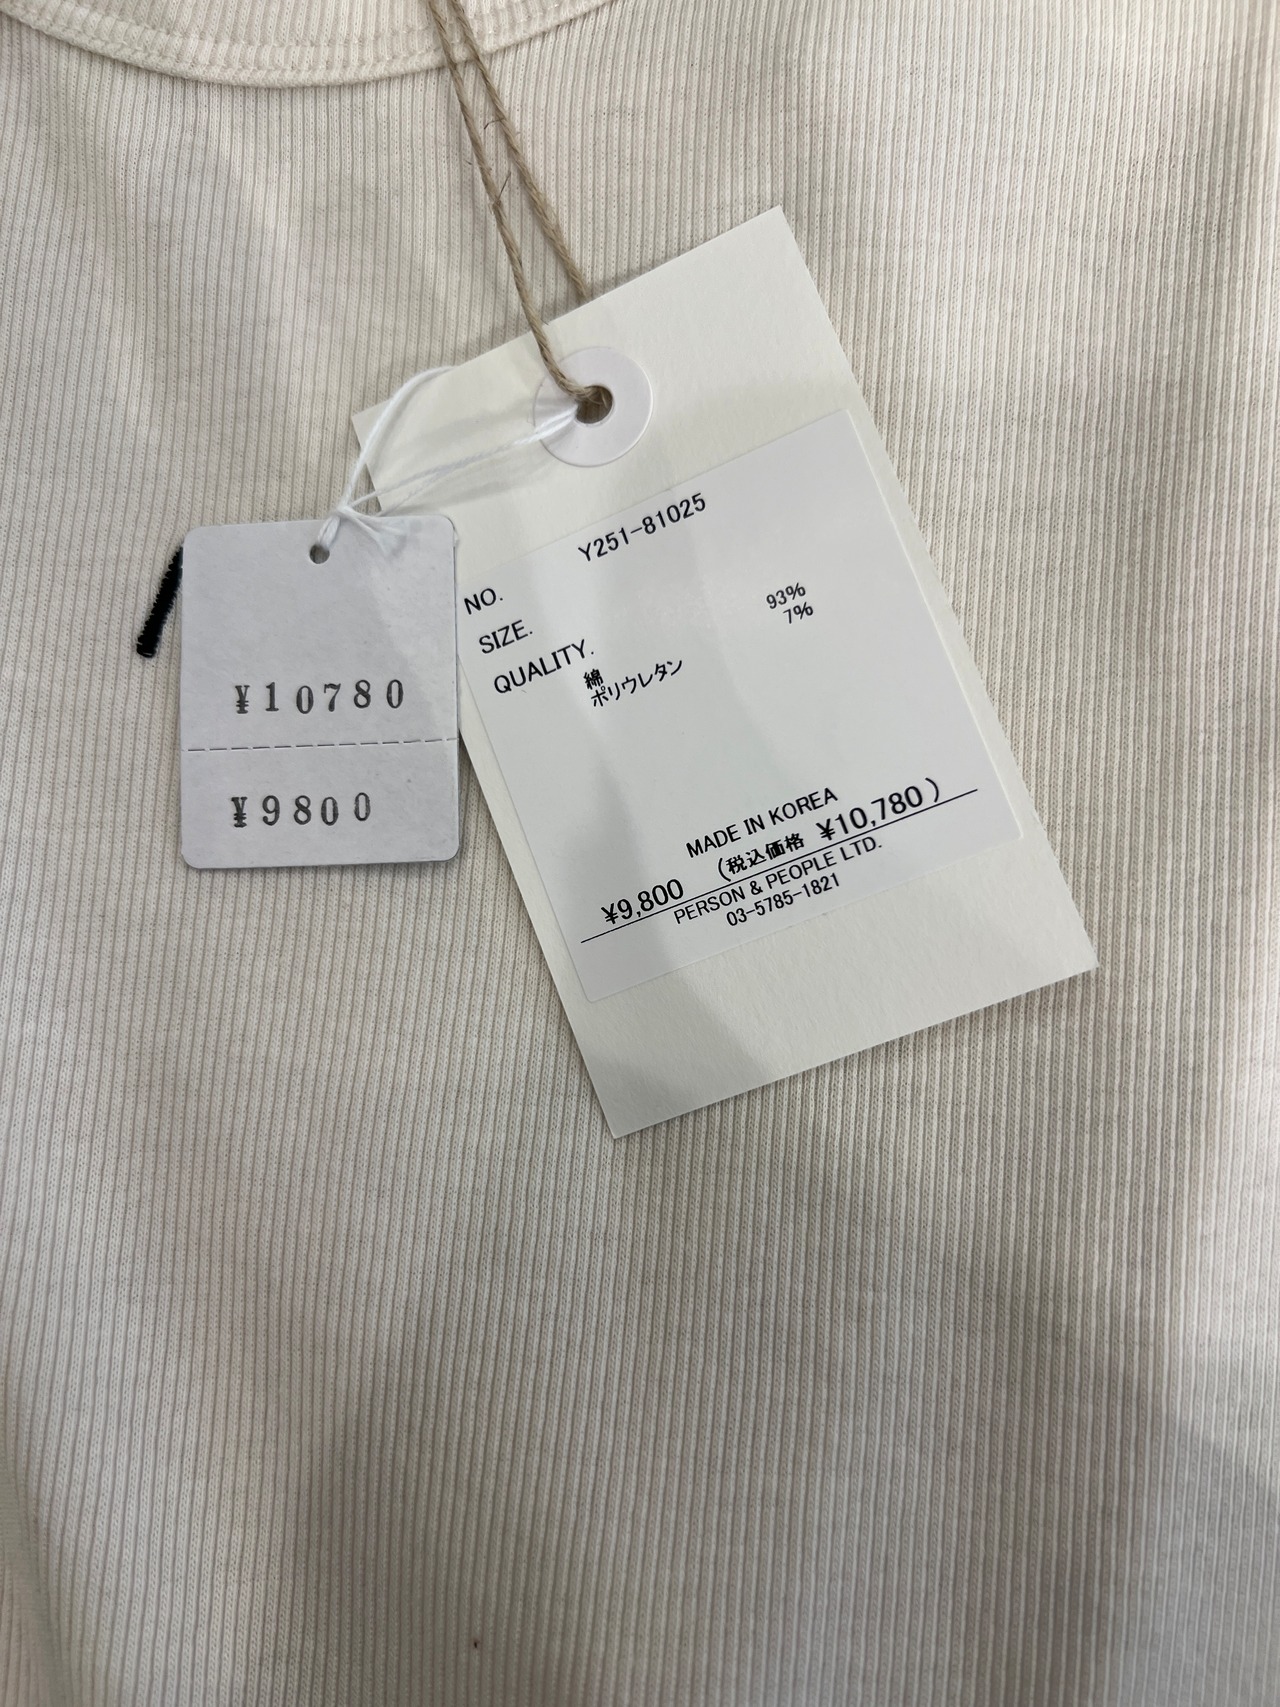 ¥10780
¥9800
Y251-81025
NO.
SIZE.
QUALITY.
綿 93%
ポリウレタン 7%
MADE IN KOREA
¥9,800 (税込価格 ¥10,780)
PERSON & PEOPLE LTD.
03-5785-1821